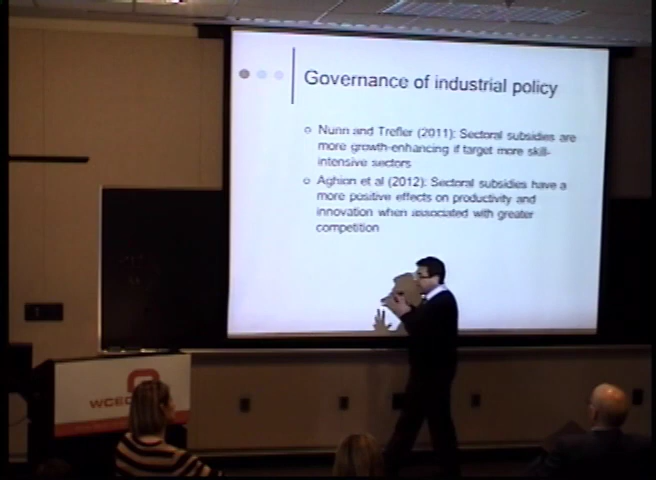 Governance of industrial policy
Nunn and Trefler (2011): Sectoral subsidies are
more growth-enhancing if target more skill-
intensive sectors
Aghion et al (2012): Sectoral subsidies have a
more positive effects on productivity and
innovation when associated with greater
competition